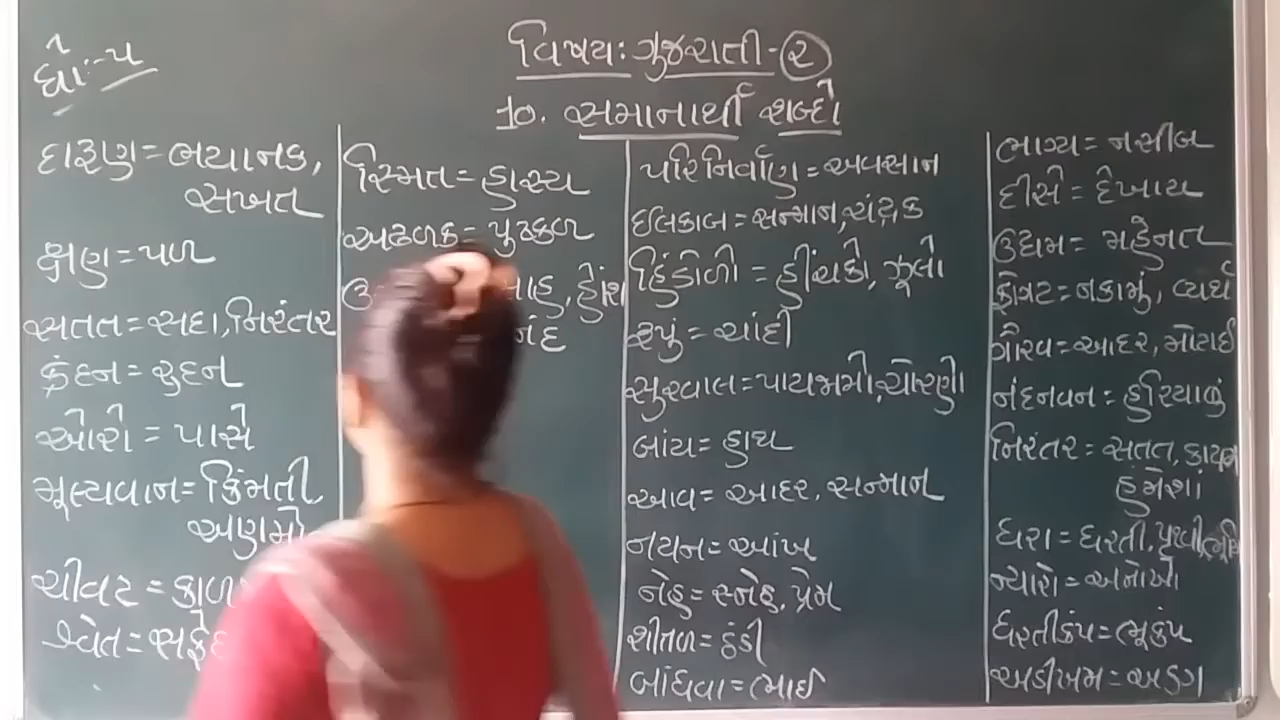 ધોઃ-૫
વિષયઃ ગુજરાતી-૨
10. સમાનાર્થી શબ્દો
દારૂણ = ભયાનક,
સખત
ક્ષણ = પળ
સતત = સદા, નિરંતર
ક્રંદન = રુદન
ઓરો = પાસે
મૂલ્યવાન = કિંમતી,
ચીવટ =
શ્વેત = સફેદ
સ્મિત = હાસ્ય
અઢળક = પુષ્કળ
હોંશ
પરિનિર્વાણ = અવસાન
ઇલકાબ = સન્માન, ચંદ્રક
હિંડોળો = હીંચકો, ઝૂલો
રૂપું = ચાંદી
સુરવાલ = પાયજામો, ચોરણો
બાંય = હાથ
આવ = આદર, સન્માન
નયન = આંખ
નેહ = સ્નેહ, પ્રેમ
શીતળ = ઠંડી
બાંધવા = ભાઈ
ભાગ્ય = નસીબ
દીસે = દેખાય
ઉદ્યમ = મહેનત
ફોગટ = નકામું, વ્યર્થ
ગૌરવ = આદર, મોટાઈ
નંદનવન = હરિયાળું
નિરંતર = સતત, કાયમ
હંમેશા
ધરા = ધરતી, પૃથ્વી, ભૂમિ
ન્યારો = અનોખો
ધરતીકંપ = ભૂકંપ
અડીખમ = અડગ